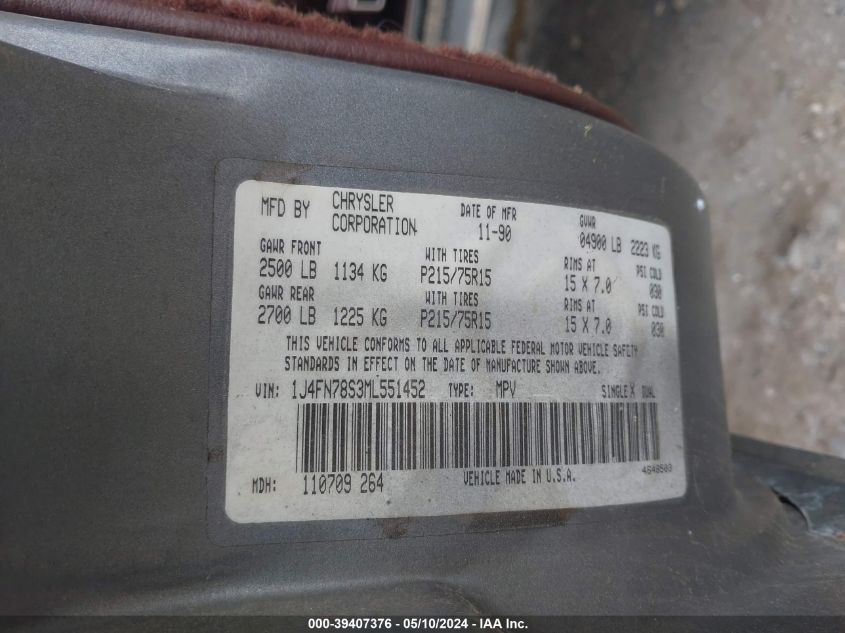 MFD BY CHRYSLER CORPORATION DATE OF MFR 11-90 GVWR 04900 LB 2223 KG
GAWR FRONT WITH TIRES RIMS AT PSI COLD
2500 LB 1134 KG P215/75R15 15 X 7.0 030
GAWR REAR WITH TIRES RIMS AT PSI COLD
2700 LB 1225 KG P215/75R15 15 X 7.0 030
THIS VEHICLE CONFORMS TO ALL APPLICABLE FEDERAL MOTOR VEHICLE SAFETY
STANDARDS IN EFFECT ON THE DATE OF MANUFACTURE SHOWN ABOVE.
VIN: 1J4FN78S3ML551452 TYPE: MPV SINGLE X DUAL
MDH: 110709 264 VEHICLE MADE IN U.S.A. 4648503
000-39407376 - 05/10/2024 - IAA Inc.